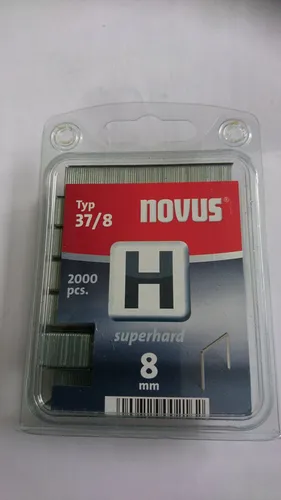 Typ
37/8
novus
2000
pcs.
H
superhard
8
mm